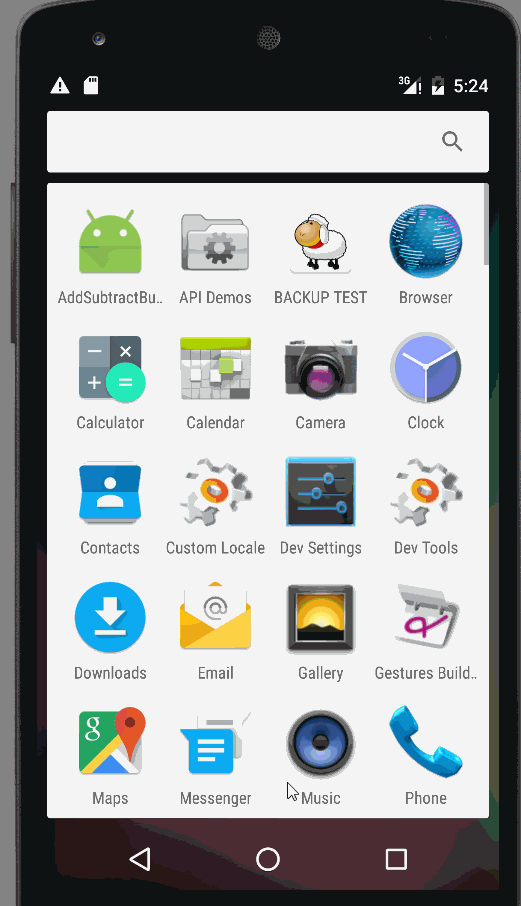 3G 5:24
AddSubtractBu..
API Demos
BACKUP TEST
Browser
Calculator
Calendar
Camera
Clock
Contacts
Custom Locale
Dev Settings
Dev Tools
Downloads
Email
Gallery
Gestures Build..
g
Maps
Messenger
Music
Phone